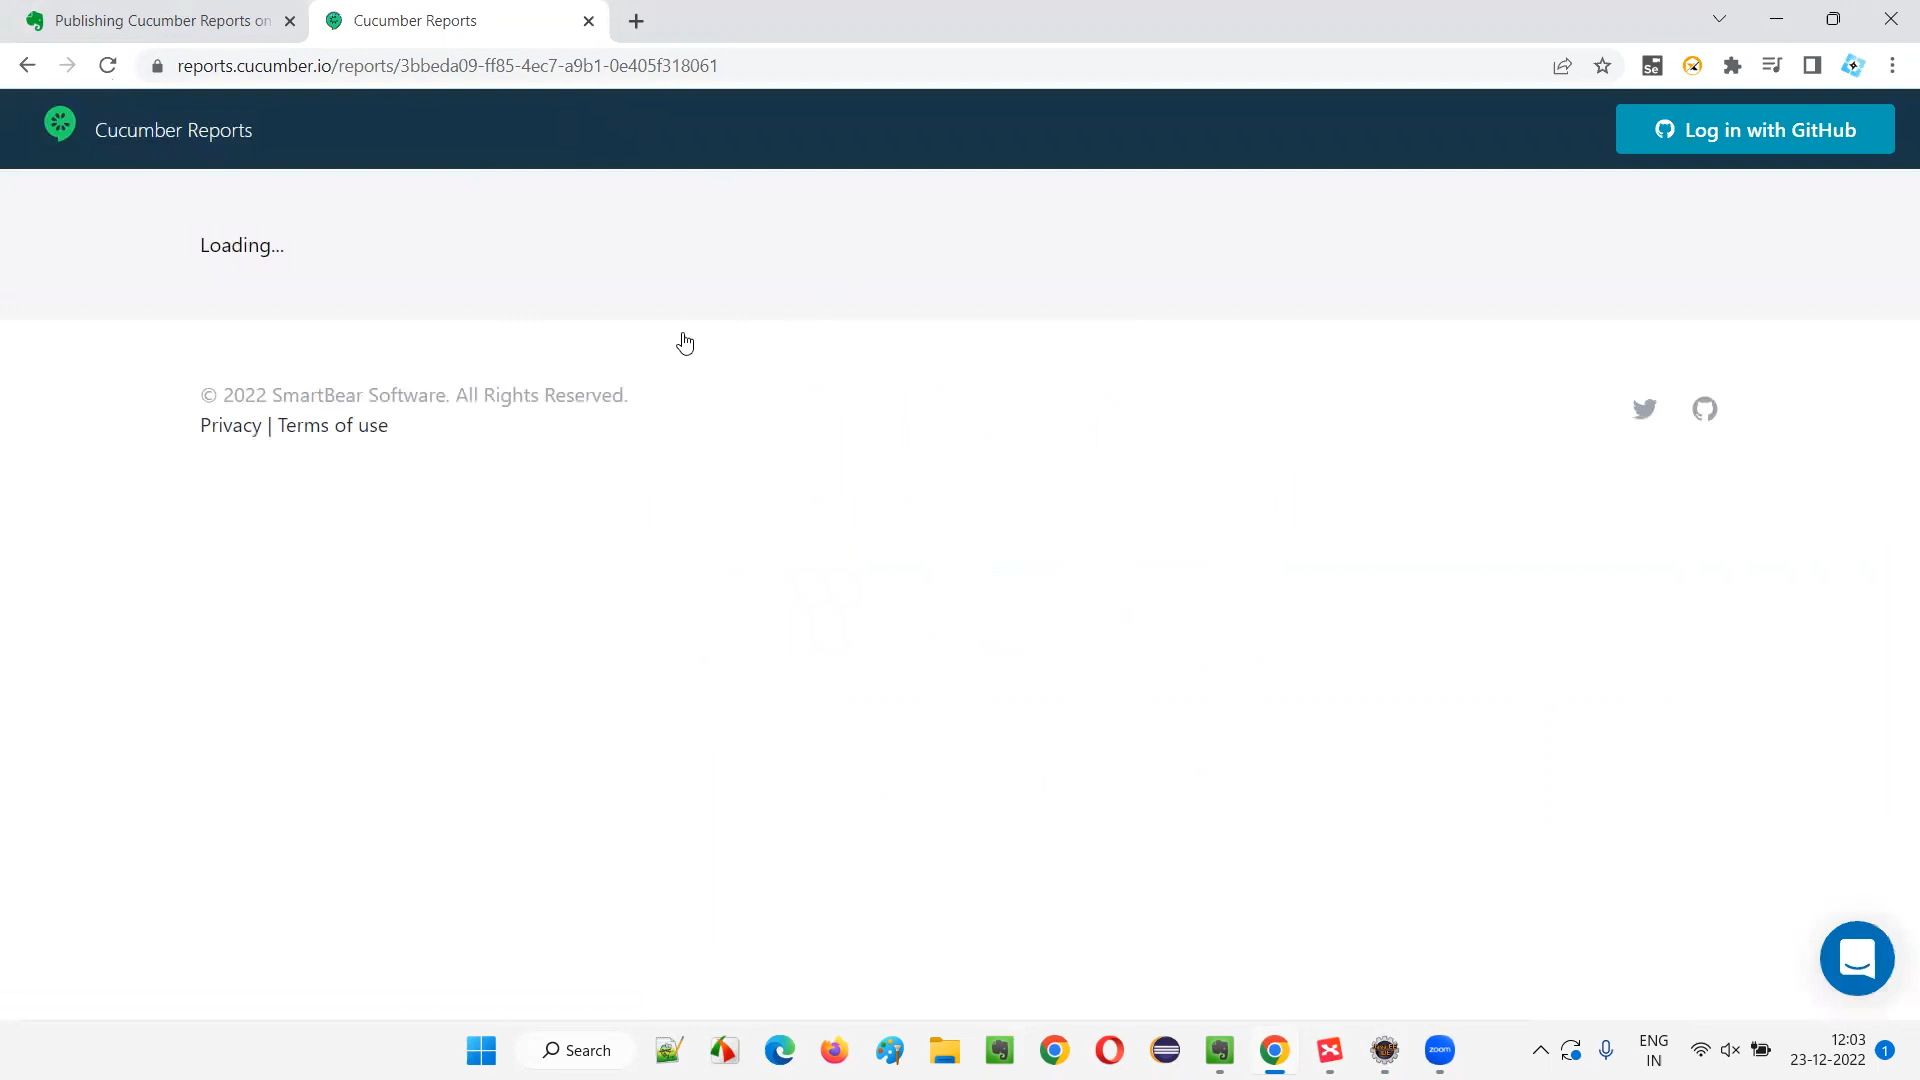 Publishing Cucumber Reports on
Cucumber Reports
reports.cucumber.io/reports/3bbeda09-ff85-4ec7-a9b1-0e405f318061
Se
Cucumber Reports
Log in with GitHub
Loading...
© 2022 SmartBear Software. All Rights Reserved.
Privacy | Terms of use
Search
zoom
ENG
IN
12:03
23-12-2022
1